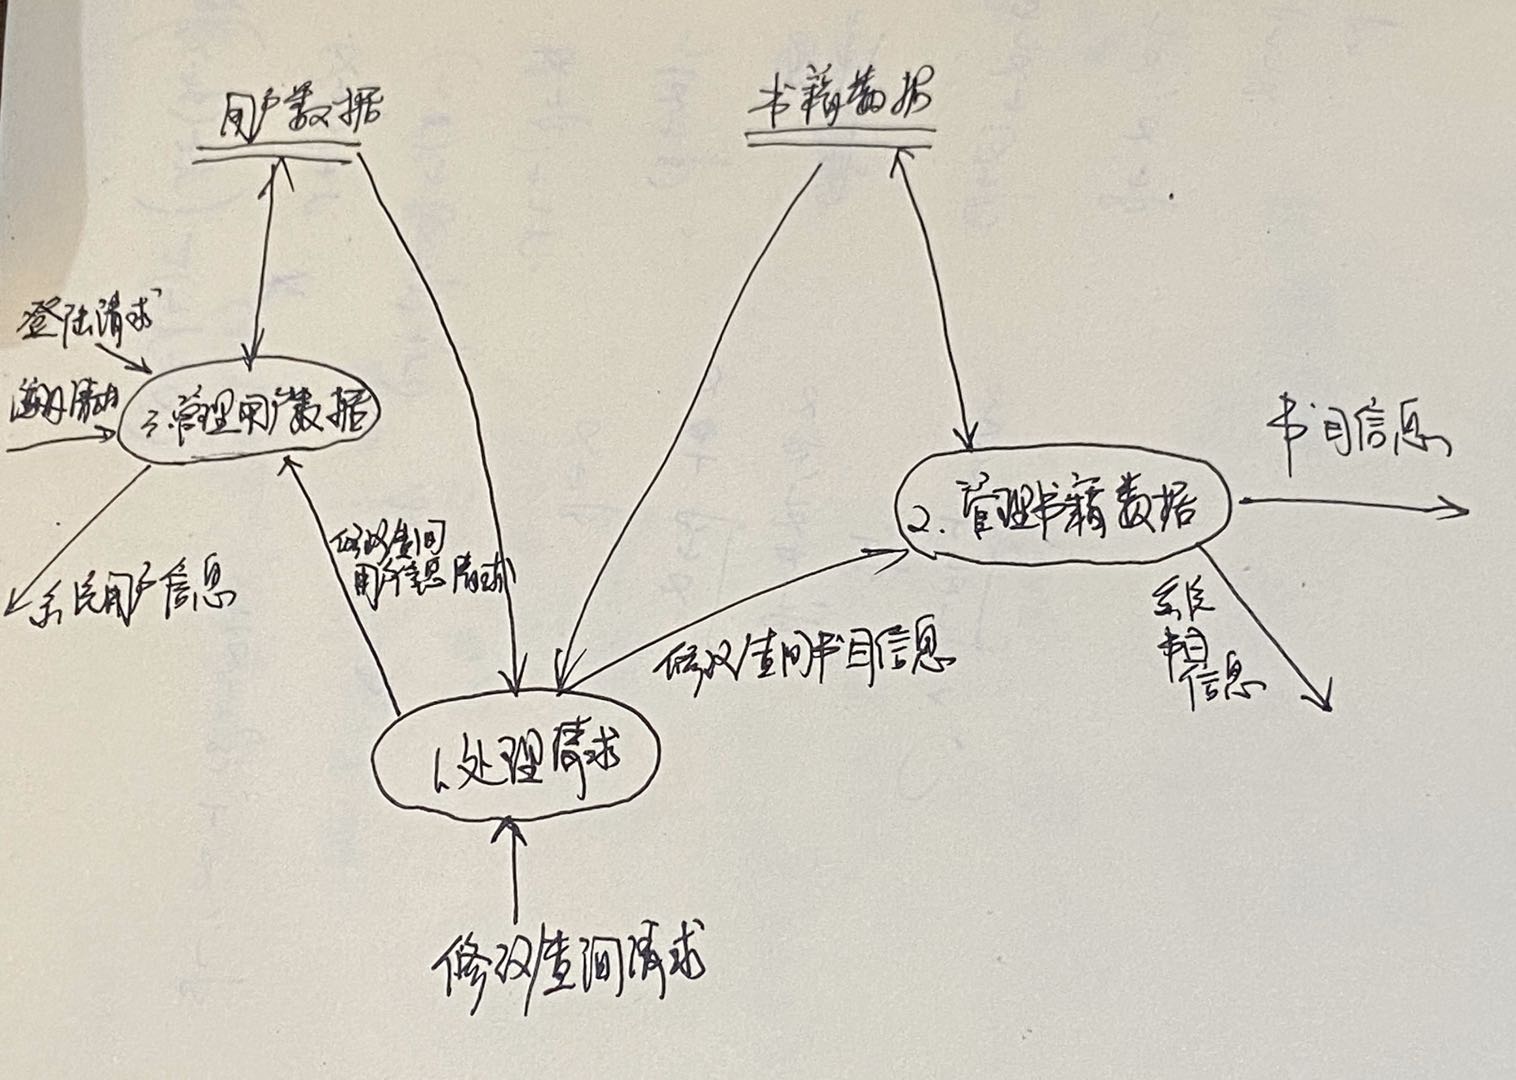 用户数据
书籍数据
登陆请求
3.管理用户数据
书目信息
2.管理书籍数据
修改/查询
用户信息请求
系统用户信息
系统
书目
信息
修改/查询书目信息
1.处理请求
修改/查询请求